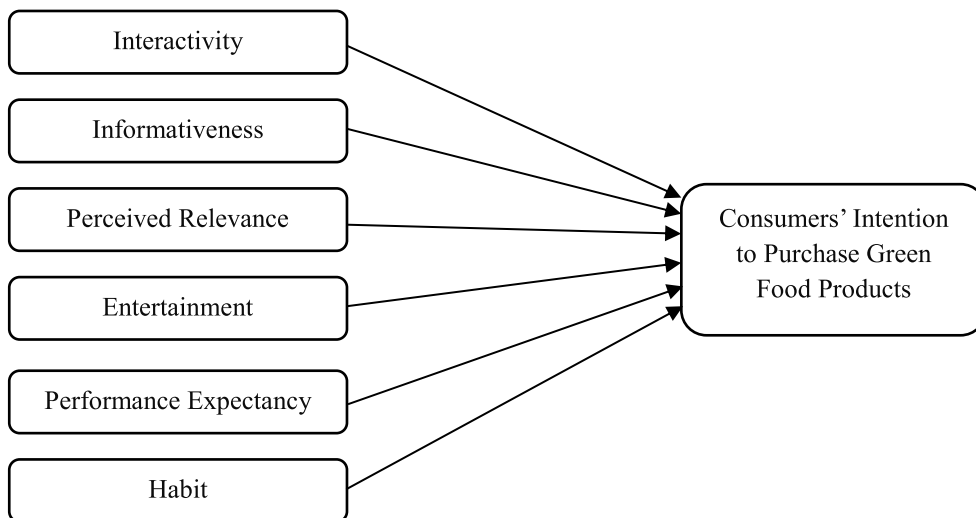 Interactivity
Informativeness
Perceived Relevance
Entertainment
Performance Expectancy
Habit
Consumers’ Intention
to Purchase Green
Food Products